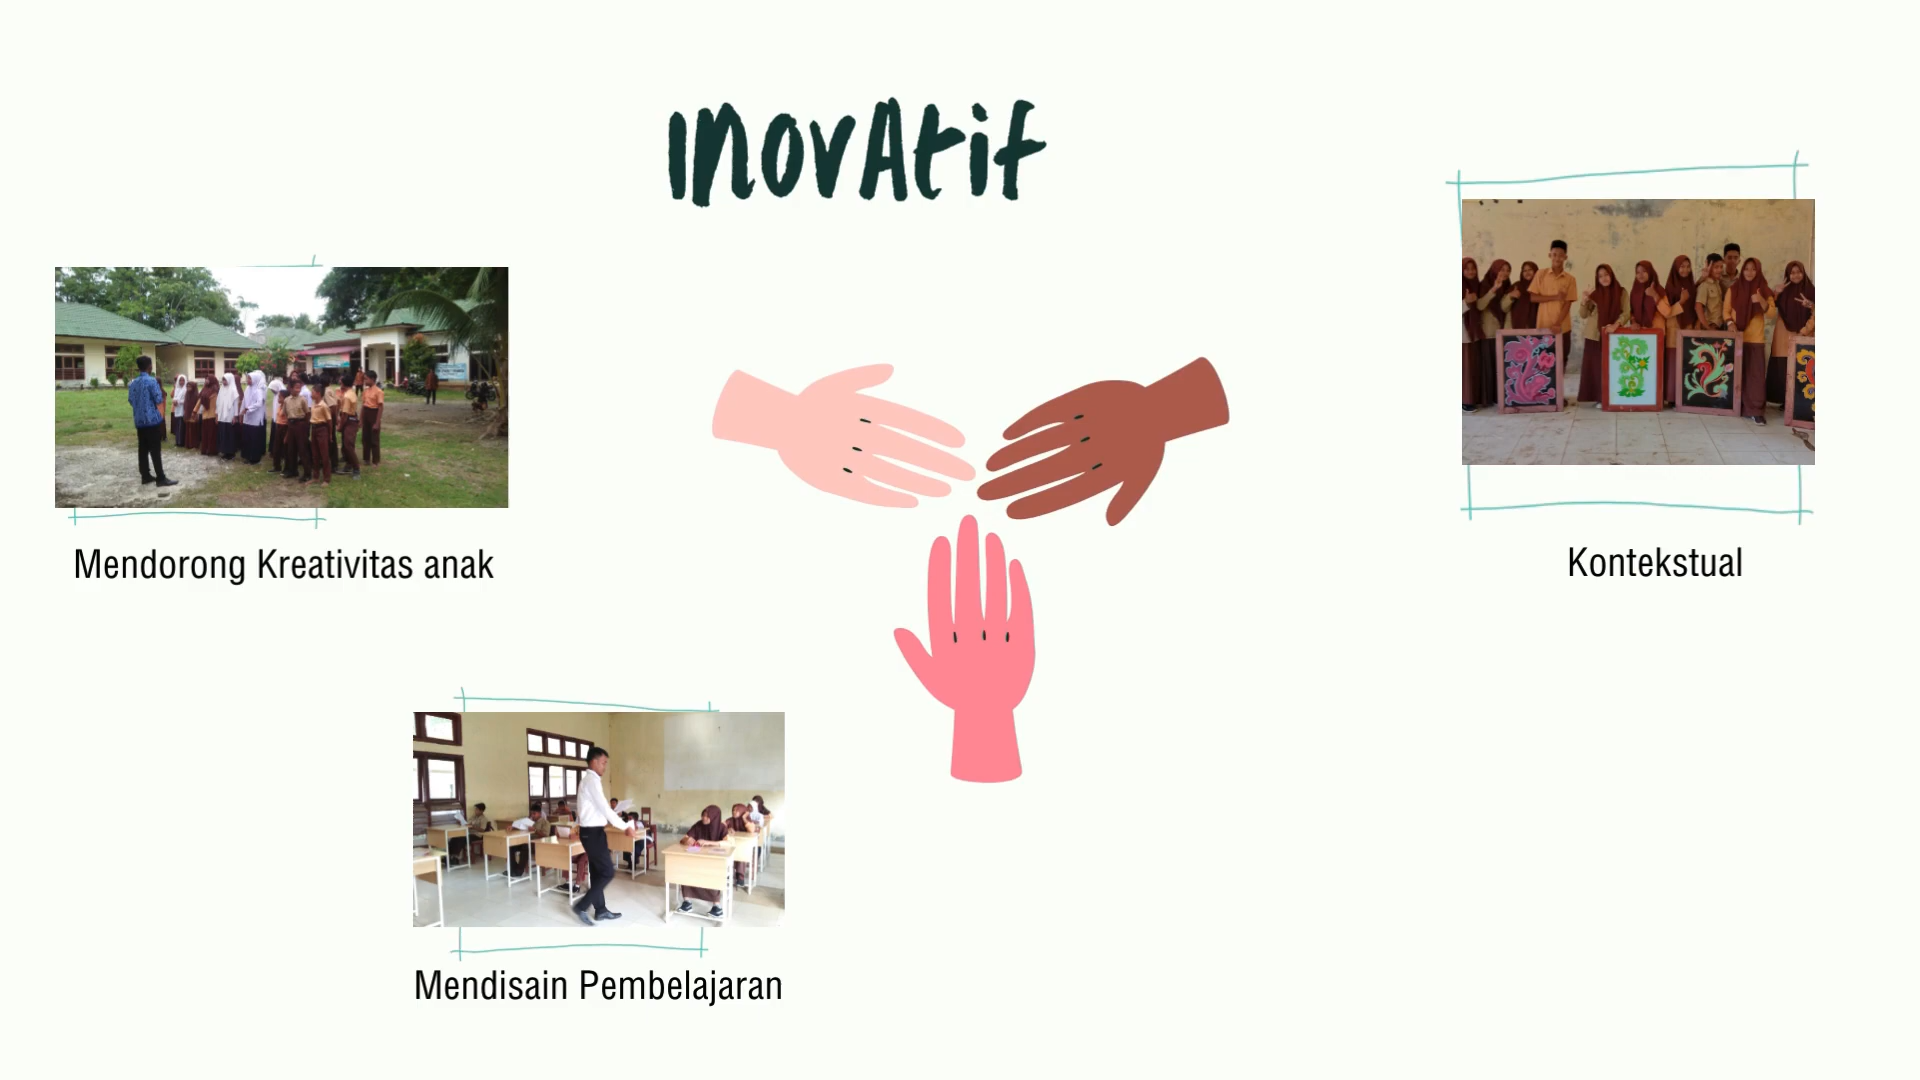 InovAtif
Mendorong Kreativitas anak
Kontekstual
Mendisain Pembelajaran